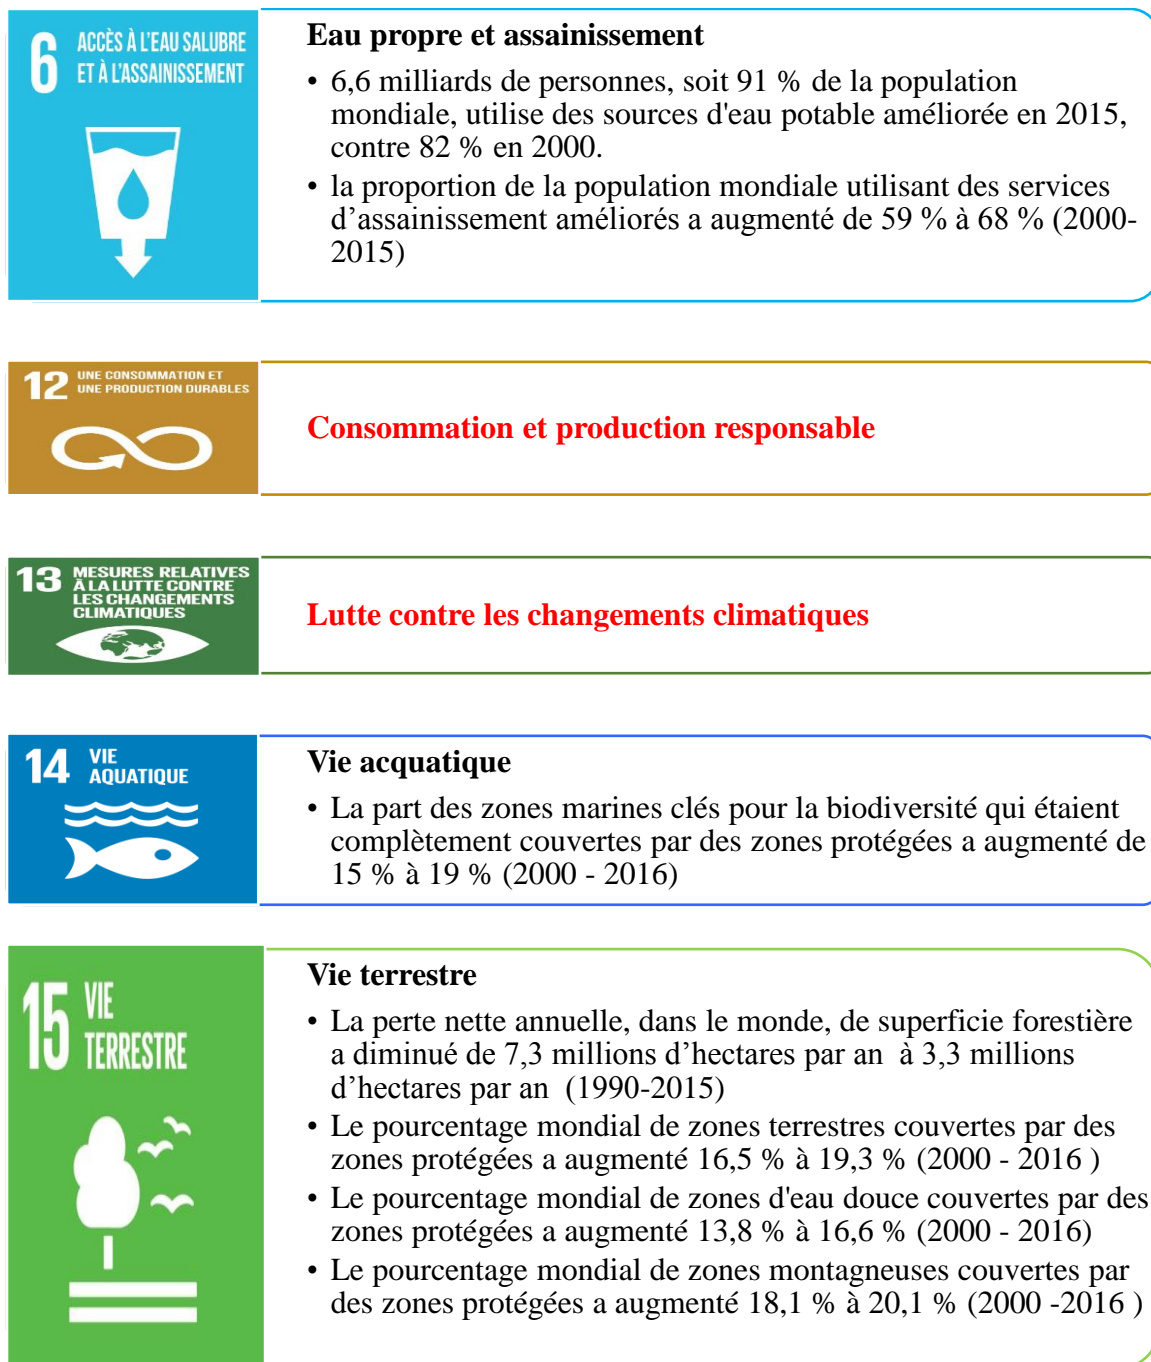 6 ACCÈS À L'EAU SALUBRE
ET À L'ASSAINISSEMENT
Eau propre et assainissement
• 6,6 milliards de personnes, soit 91 % de la population
mondiale, utilise des sources d'eau potable améliorée en 2015,
contre 82 % en 2000.
• la proportion de la population mondiale utilisant des services
d’assainissement améliorés a augmenté de 59 % à 68 % (2000-
2015)
12 UNE CONSOMMATION ET
UNE PRODUCTION DURABLES
Consommation et production responsable
13 MESURES RELATIVES
À LA LUTTE CONTRE
LES CHANGEMENTS
CLIMATIQUES
Lutte contre les changements climatiques
14 VIE
AQUATIQUE
Vie acquatique
• La part des zones marines clés pour la biodiversité qui étaient
complètement couvertes par des zones protégées a augmenté de
15 % à 19 % (2000 - 2016)
15 VIE
TERRESTRE
Vie terrestre
• La perte nette annuelle, dans le monde, de superficie forestière
a diminué de 7,3 millions d’hectares par an à 3,3 millions
d’hectares par an (1990-2015)
• Le pourcentage mondial de zones terrestres couvertes par des
zones protégées a augmenté 16,5 % à 19,3 % (2000 - 2016 )
• Le pourcentage mondial de zones d'eau douce couvertes par des
zones protégées a augmenté 13,8 % à 16,6 % (2000 - 2016)
• Le pourcentage mondial de zones montagneuses couvertes par
des zones protégées a augmenté 18,1 % à 20,1 % (2000 -2016 )